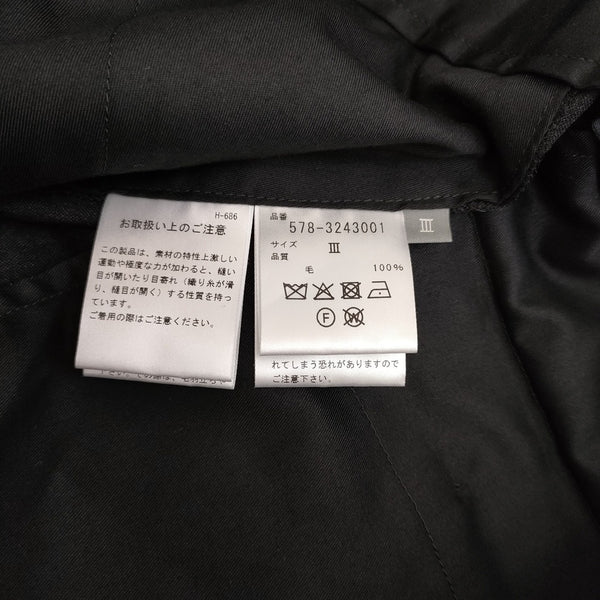 H-686
お取扱い上のご注意
この製品は、素材の特性上激しい
運動や極度な力が加わると、縫い
目が開いたり目寄れ（織り糸が滑
り、縫目が開く）する性質を持っ
ています。
ご着用の際はご注意ください。
品番
578-3243001
サイズ Ⅲ
品質
毛 100%
F
W
れてしまう恐れがありますので
ご注意下さい。
Ⅲ